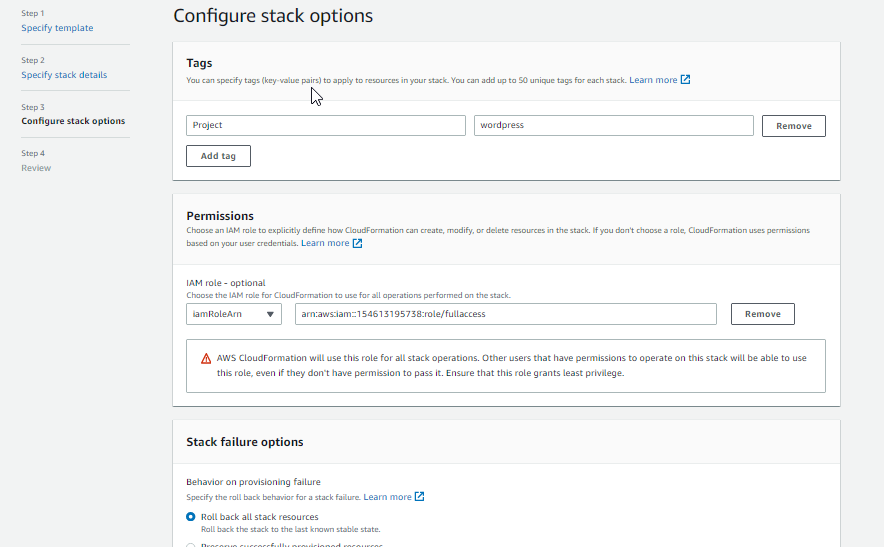 Configure stack options
Step 1
Specify template
Step 2
Specify stack details
Step 3
Configure stack options
Step 4
Review
Tags
You can specify tags (key-value pairs) to apply to resources in your stack. You can add up to 50 unique tags for each stack. Learn more
Project
wordpress
Remove
Add tag
Permissions
Choose an IAM role to explicitly define how CloudFormation can create, modify, or delete resources in the stack. If you don't choose a role, CloudFormation uses permissions
based on your user credentials. Learn more
IAM role - optional
Choose the IAM role for CloudFormation to use for all operations performed on the stack.
iamRoleArn
arn:aws:iam::154613195738:role/fullaccess
Remove
AWS CloudFormation will use this role for all stack operations. Other users that have permissions to operate on this stack will be able to use
this role, even if they don't have permission to pass it. Ensure that this role grants least privilege.
Stack failure options
Behavior on provisioning failure
Specify the roll back behavior for a stack failure. Learn more
Roll back all stack resources
Roll back the stack to the last known stable state.
Preserve successfully provisioned resources